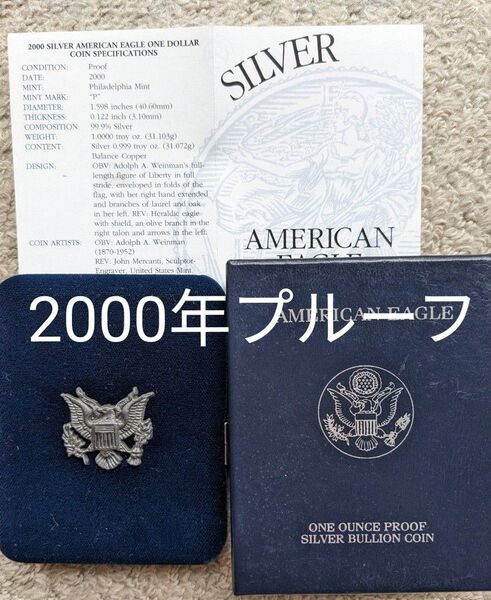 2000 SILVER AMERICAN EAGLE ONE DOLLAR
COIN SPECIFICATIONS
CONDITION: Proof
DATE: 2000
MINT: Philadelphia Mint
MINT MARK: "P"
DIAMETER: 1.598 inches (40.60mm)
THICKNESS: 0.122 inch (3.10mm)
COMPOSITION: 99.9% Silver
WEIGHT: 1.0000 troy oz. (31.103g)
CONTENT: Silver 0.999 troy oz. (31.072g)
Balance Copper
DESIGN: OBV: Adolph A. Weinman's full-
length figure of Liberty in full
stride, enveloped in folds of the
flag, with her right hand extended
and branches of laurel and oak
in her left. REV: Heraldic eagle
with shield, an olive branch in the
right talon and arrows in the left.
COIN ARTISTS: OBV: Adolph A. Weinman
(1870-1952)
REV: John Mercanti, Sculptor-
Engraver, United States Mint
SILVER
AMERICAN
EAGLE
2000年プルーフ
AMERICAN EAGLE
ONE OUNCE PROOF
SILVER BULLION COIN